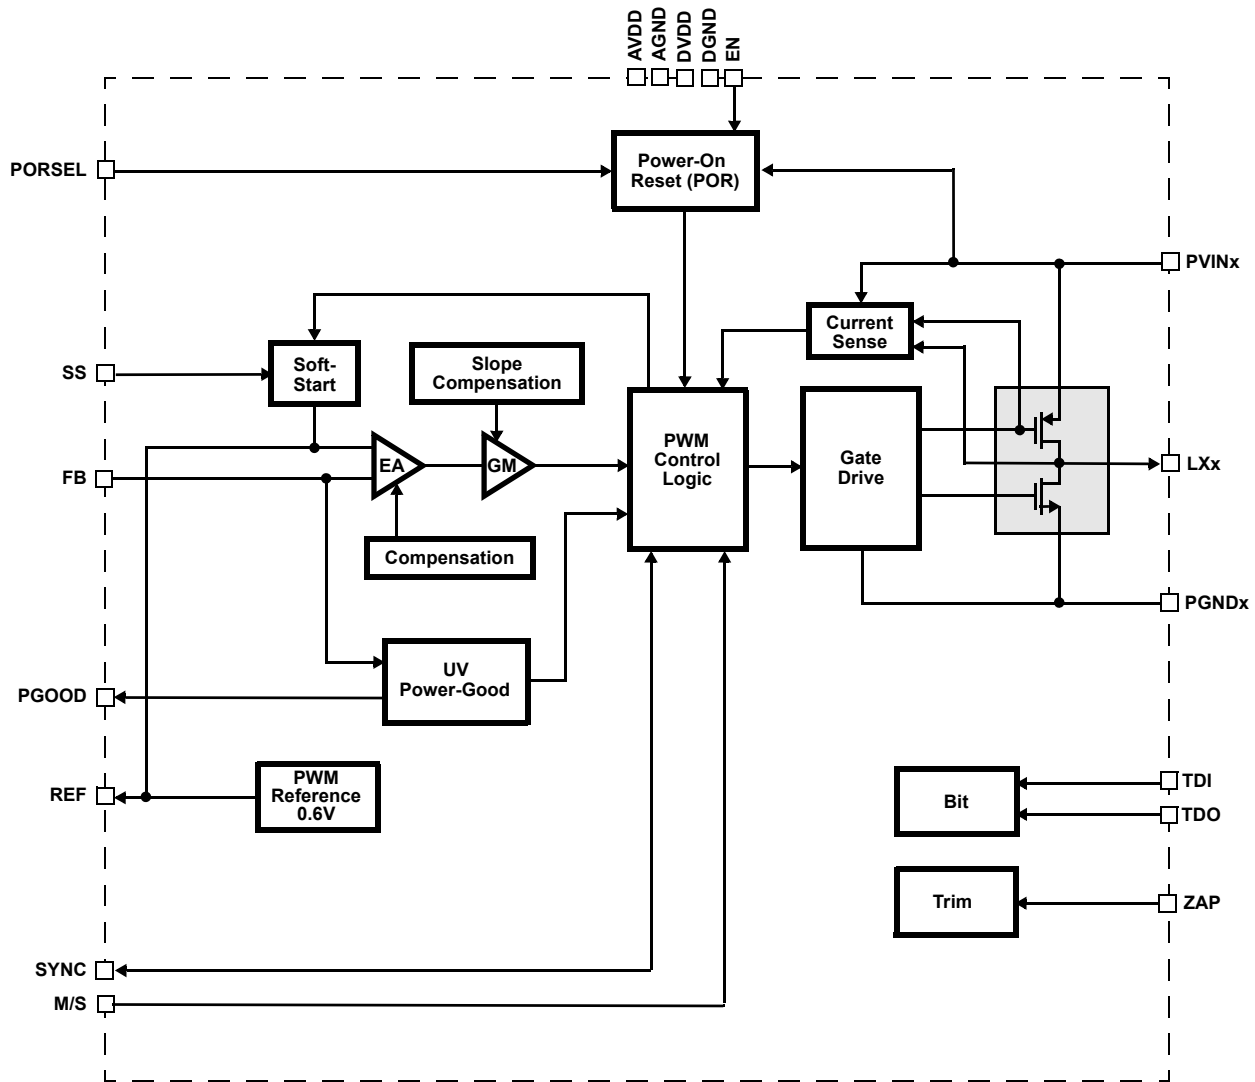 AVDD
AGND
DVDD
DGND
EN
PORSEL
Power-On
Reset (POR)
PVINx
Current
Sense
SS
Soft-
Start
Slope
Compensation
PWM
Control
Logic
Gate
Drive
EA
GM
LXx
FB
Compensation
PGNDx
UV
Power-Good
PGOOD
REF
PWM
Reference
0.6V
Bit
TDI
TDO
Trim
ZAP
SYNC
M/S